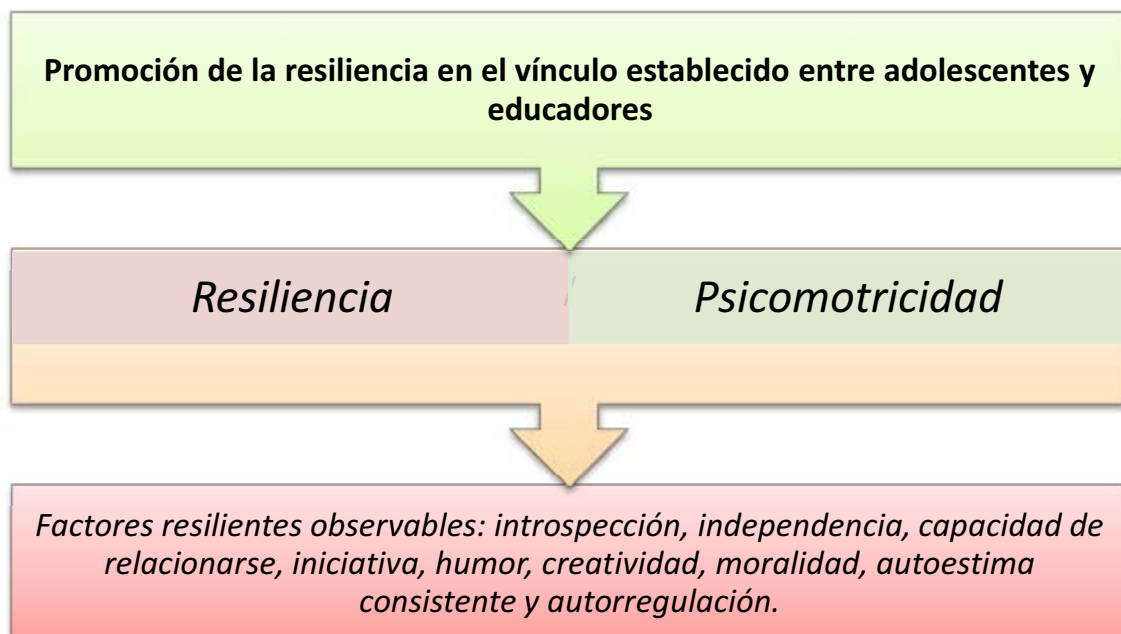 Promoción de la resiliencia en el vínculo establecido entre adolescentes y
educadores
Resiliencia
/
Psicomotricidad
Factores resilientes observables: introspección, independencia, capacidad de
relacionarse, iniciativa, humor, creatividad, moralidad, autoestima
consistente y autorregulación.